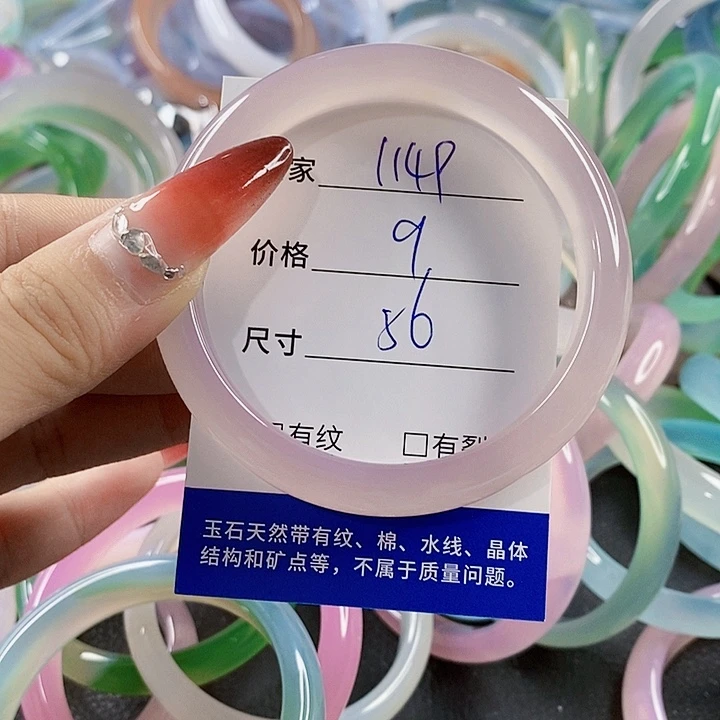 家 114P
价格 9
尺寸 56
□有纹 □有裂
玉石天然带有纹、棉、水线、晶体
结构和矿点等，不属于质量问题。